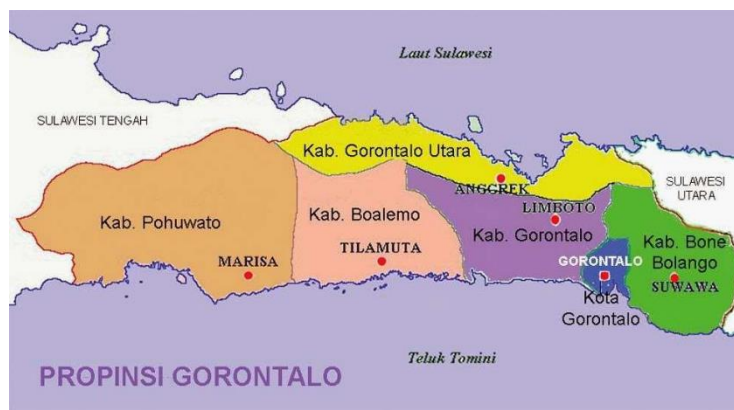 Laut Sulawesi
SULAWESI TENGAH
Kab. Gorontalo Utara
ANGGREK
SULAWESI
UTARA
Kab. Pohuwato
Kab. Boalemo
LIMBOTO
Kab. Gorontalo
Kab. Bone
Bolango
MARISA
TILAMUTA
GORONTALO
SUWAWA
Kota
Gorontalo
Teluk Tomini
PROPINSI GORONTALO